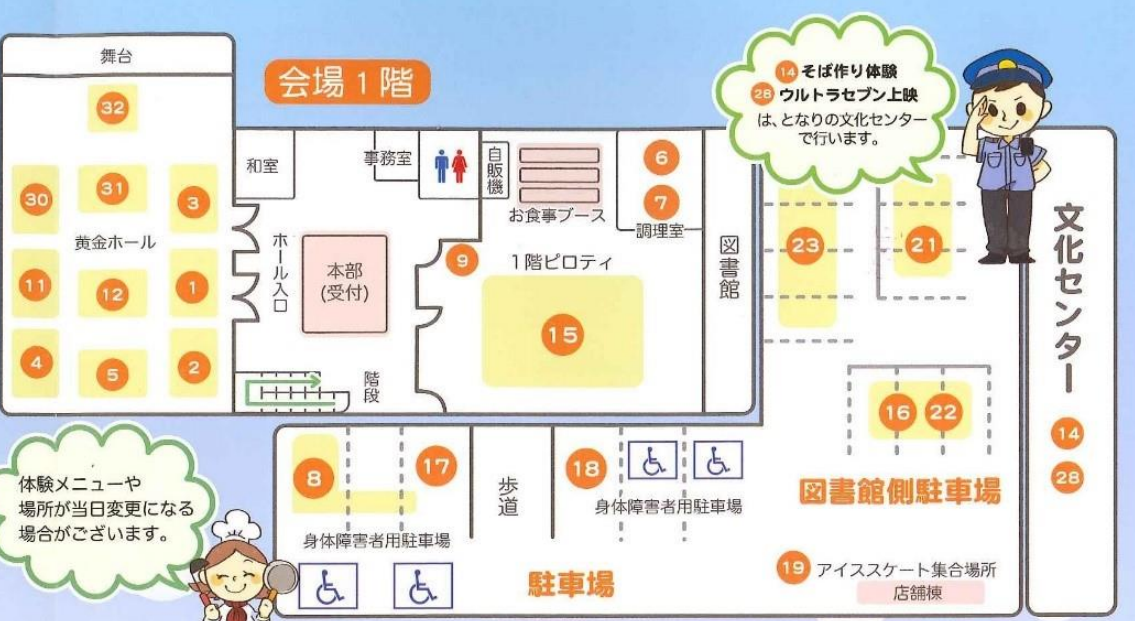 舞台
会場1階
32
30
31
3
黄金ホール
11
12
1
4
5
2
和室
事務室
自販機
お食事ブース
6
7
調理室
ホール入口
本部
(受付)
9
1階ピロティ
15
図書館
階段
14 そば作り体験
28 ウルトラセブン上映
は、となりの文化センター
で行います。
23
21
文化センター
14
28
16
22
図書館側駐車場
体験メニューや
場所が当日変更になる
場合がございます。
8
17
身体障害者用駐車場
歩道
18
身体障害者用駐車場
駐車場
19 アイススケート集合場所
店舗棟